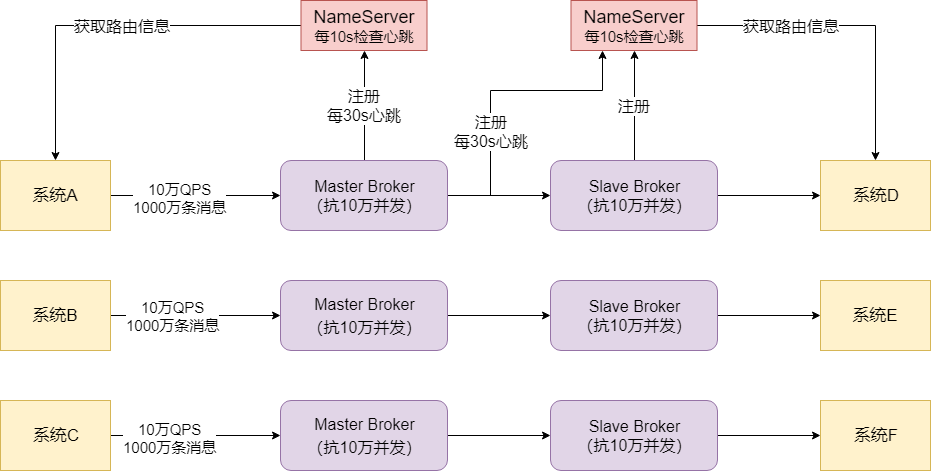 NameServer
每10s检查心跳
NameServer
每10s检查心跳
获取路由信息
获取路由信息
注册
每30s心跳
注册
每30s心跳
注册
系统A
10万QPS
1000万条消息
Master Broker
(抗10万并发)
Slave Broker
(抗10万并发)
系统D
系统B
10万QPS
1000万条消息
Master Broker
(抗10万并发)
Slave Broker
(抗10万并发)
系统E
系统C
10万QPS
1000万条消息
Master Broker
(抗10万并发)
Slave Broker
(抗10万并发)
系统F